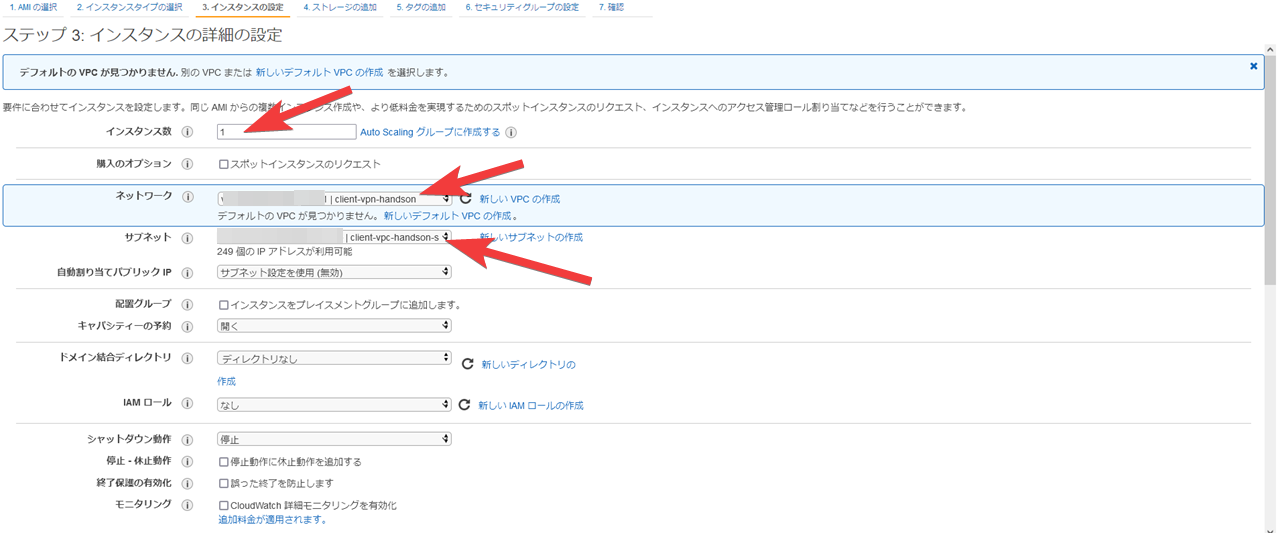 1. AMI の選択 2. インスタンスタイプの選択 3. インスタンスの設定 4. ストレージの追加 5. タグの追加 6. セキュリティグループの設定 7. 確認
ステップ 3: インスタンスの詳細の設定
デフォルトの VPC が見つかりません. 別の VPC または 新しいデフォルト VPC の作成 を選択します。
要件に合わせてインスタンスを設定します。同じ AMI からの複数インスタンス作成や、より低料金を実現するためのスポットインスタンスのリクエスト、インスタンスへのアクセス管理ロール割り当てなどを行うことができます。
インスタンス数 1 Auto Scaling グループに作成する
購入のオプション スポットインスタンスのリクエスト
ネットワーク | client-vpn-handson 新しい VPC の作成
デフォルトの VPC が見つかりません。新しいデフォルト VPC の作成。
サブネット | client-vpc-handson-s 新しいサブネットの作成
249 個の IP アドレスが利用可能
自動割り当てパブリック IP サブネット設定を使用 (無効)
配置グループ インスタンスをプレイスメントグループに追加します。
キャパシティーの予約 開く
ドメイン結合ディレクトリ ディレクトリなし 新しいディレクトリの
作成
IAM ロール なし 新しい IAM ロールの作成
シャットダウン動作 停止
停止 - 休止動作 停止動作に休止動作を追加する
終了保護の有効化 誤った終了を防止します
モニタリング CloudWatch 詳細モニタリングを有効化
追加料金が適用されます。